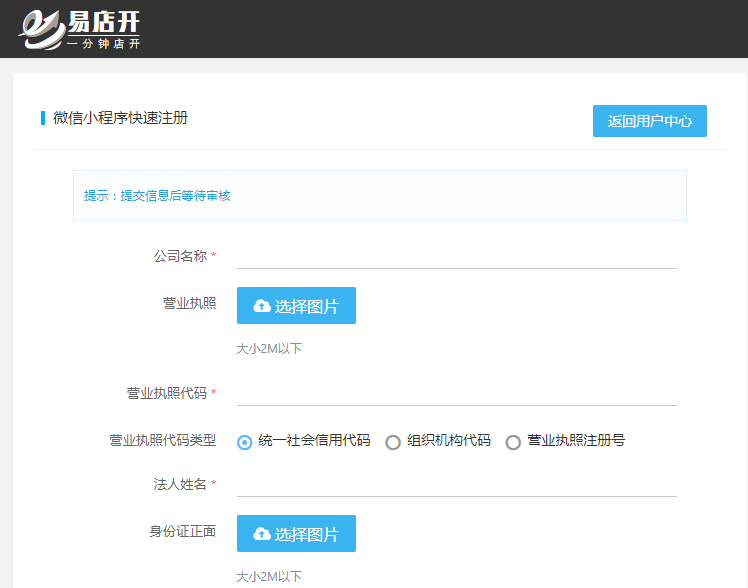 易店开
一分钟店开
微信小程序快速注册
返回用户中心
提示：提交信息后等待审核
公司名称 *
营业执照
选择图片
大小2M以下
营业执照代码 *
营业执照代码类型
统一社会信用代码 组织机构代码 营业执照注册号
法人姓名 *
身份证正面
选择图片
大小2M以下